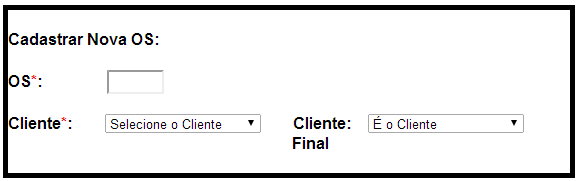 Cadastrar Nova OS:
OS*:
Cliente*: Selecione o Cliente Cliente: É o Cliente
Final